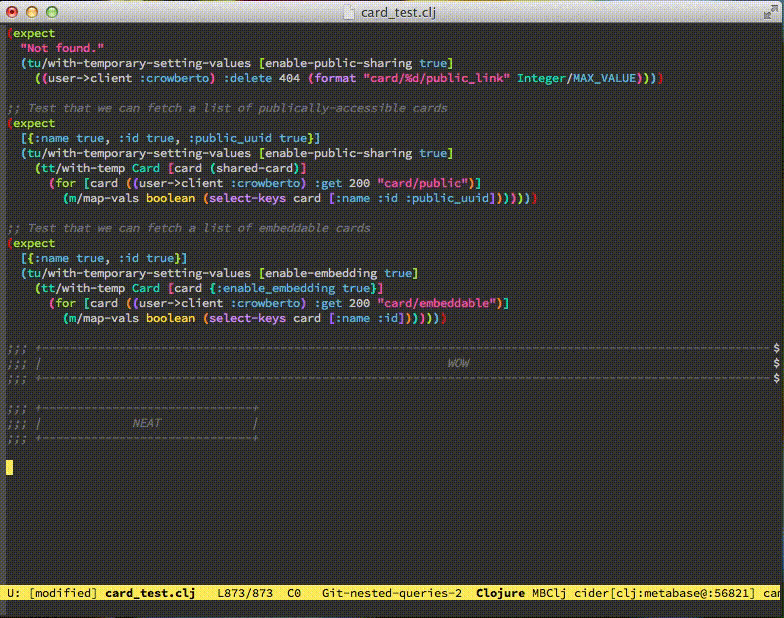 card_test.clj
(expect
  "Not found."
  (tu/with-temporary-setting-values [enable-public-sharing true]
    ((user->client :crowberto) :delete 404 (format "card/%d/public_link" Integer/MAX_VALUE))))
;; Test that we can fetch a list of publically-accessible cards
(expect
  [{:name true, :id true, :public_uuid true}]
  (tu/with-temporary-setting-values [enable-public-sharing true]
    (tt/with-temp Card [card (shared-card)]
      (for [card ((user->client :crowberto) :get 200 "card/public")]
        (m/map-vals boolean (select-keys card [:name :id :public_uuid]))))))
;; Test that we can fetch a list of embeddable cards
(expect
  [{:name true, :id true}]
  (tu/with-temporary-setting-values [enable-embedding true]
    (tt/with-temp Card [card {:enable_embedding true}]
      (for [card ((user->client :crowberto) :get 200 "card/embeddable")]
        (m/map-vals boolean (select-keys card [:name :id]))))))
;;; +------------------------------------------------------------------------------------------------------$
;;; |                                                         WOW                                            $
;;; +------------------------------------------------------------------------------------------------------$
;;; +-----------------------------+
;;; |             NEAT             |
;;; +-----------------------------+
U: [modified] card_test.clj   L873/873  C0   Git-nested-queries-2  Clojure MBClj cider[clj:metabase@:56821] car